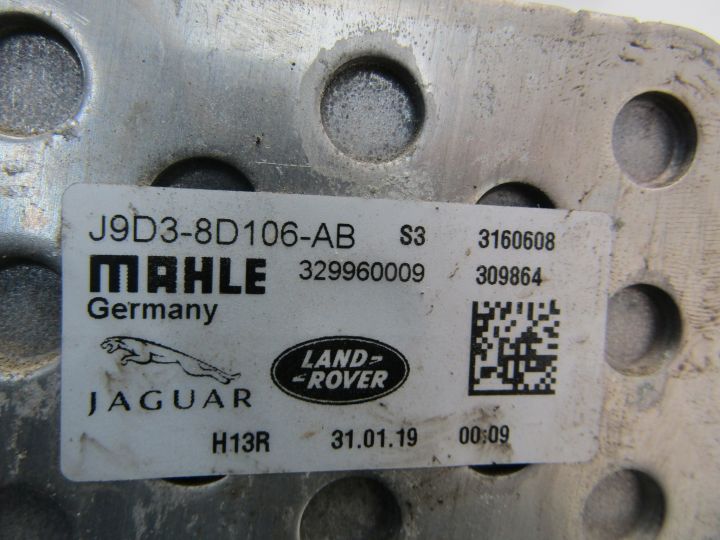 J9D3-8D106-AB S3 3160608
MAHLE 329960009 309864
Germany
JAGUAR
LAND-
-ROVER
H13R 31.01.19 00:09